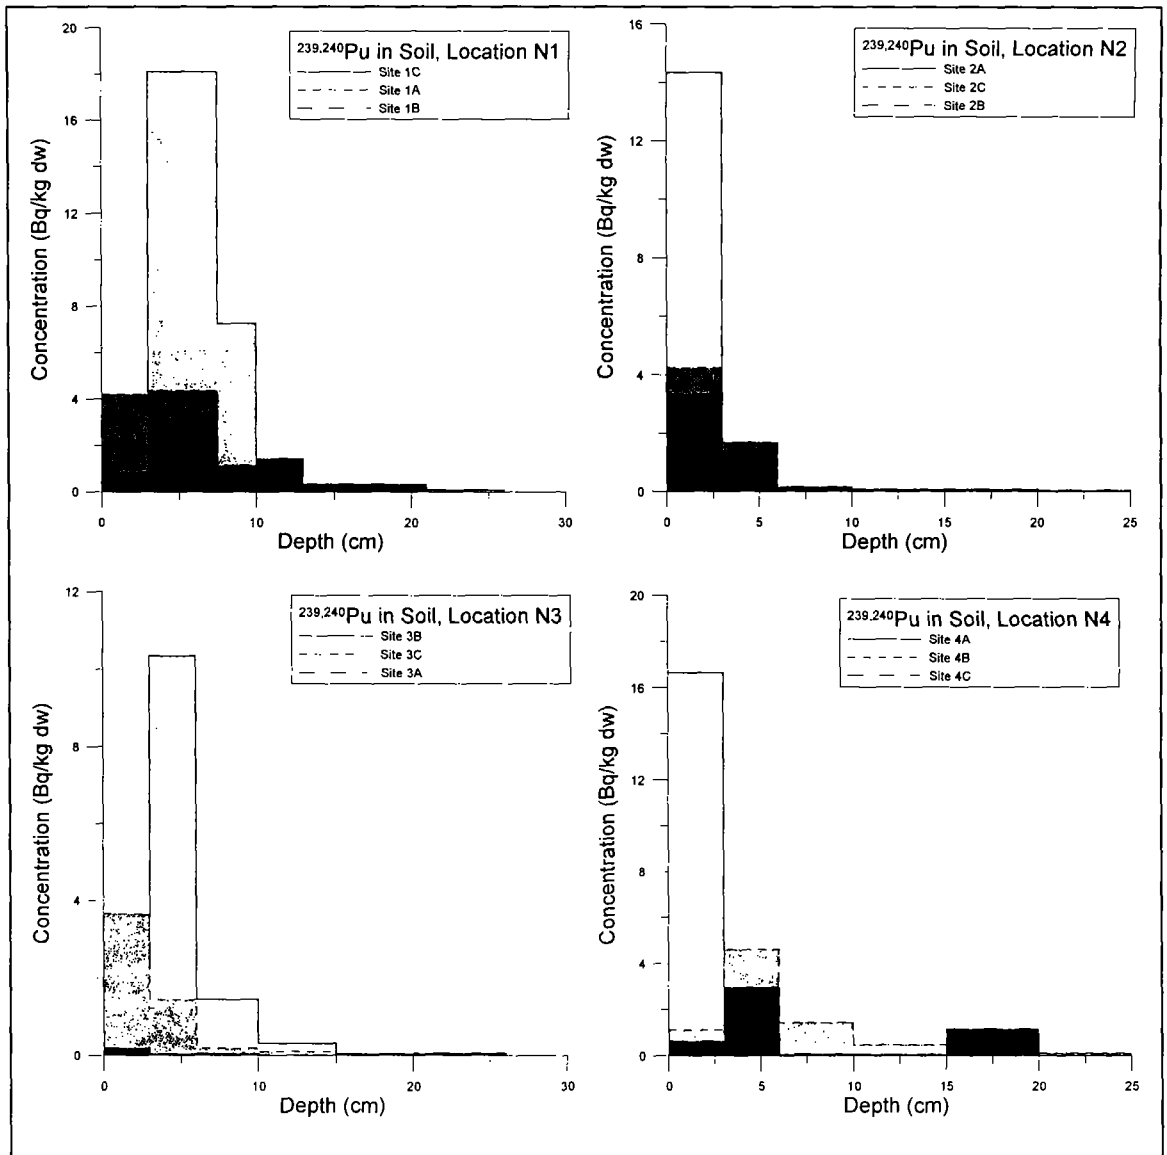 ²³⁹·²⁴⁰Pu in Soil, Location N1
Site 1C
Site 1A
Site 1B
20
16
12
8
4
0
Concentration (Bq/kg dw)
0 10 20 30
Depth (cm)
²³⁹·²⁴⁰Pu in Soil, Location N2
Site 2A
Site 2C
Site 2B
16
12
8
4
0
Concentration (Bq/kg dw)
0 5 10 15 20 25
Depth (cm)
²³⁹·²⁴⁰Pu in Soil, Location N3
Site 3B
Site 3C
Site 3A
12
8
4
0
Concentration (Bq/kg dw)
0 10 20 30
Depth (cm)
²³⁹·²⁴⁰Pu in Soil, Location N4
Site 4A
Site 4B
Site 4C
20
16
12
8
4
0
Concentration (Bq/kg dw)
0 5 10 15 20 25
Depth (cm)